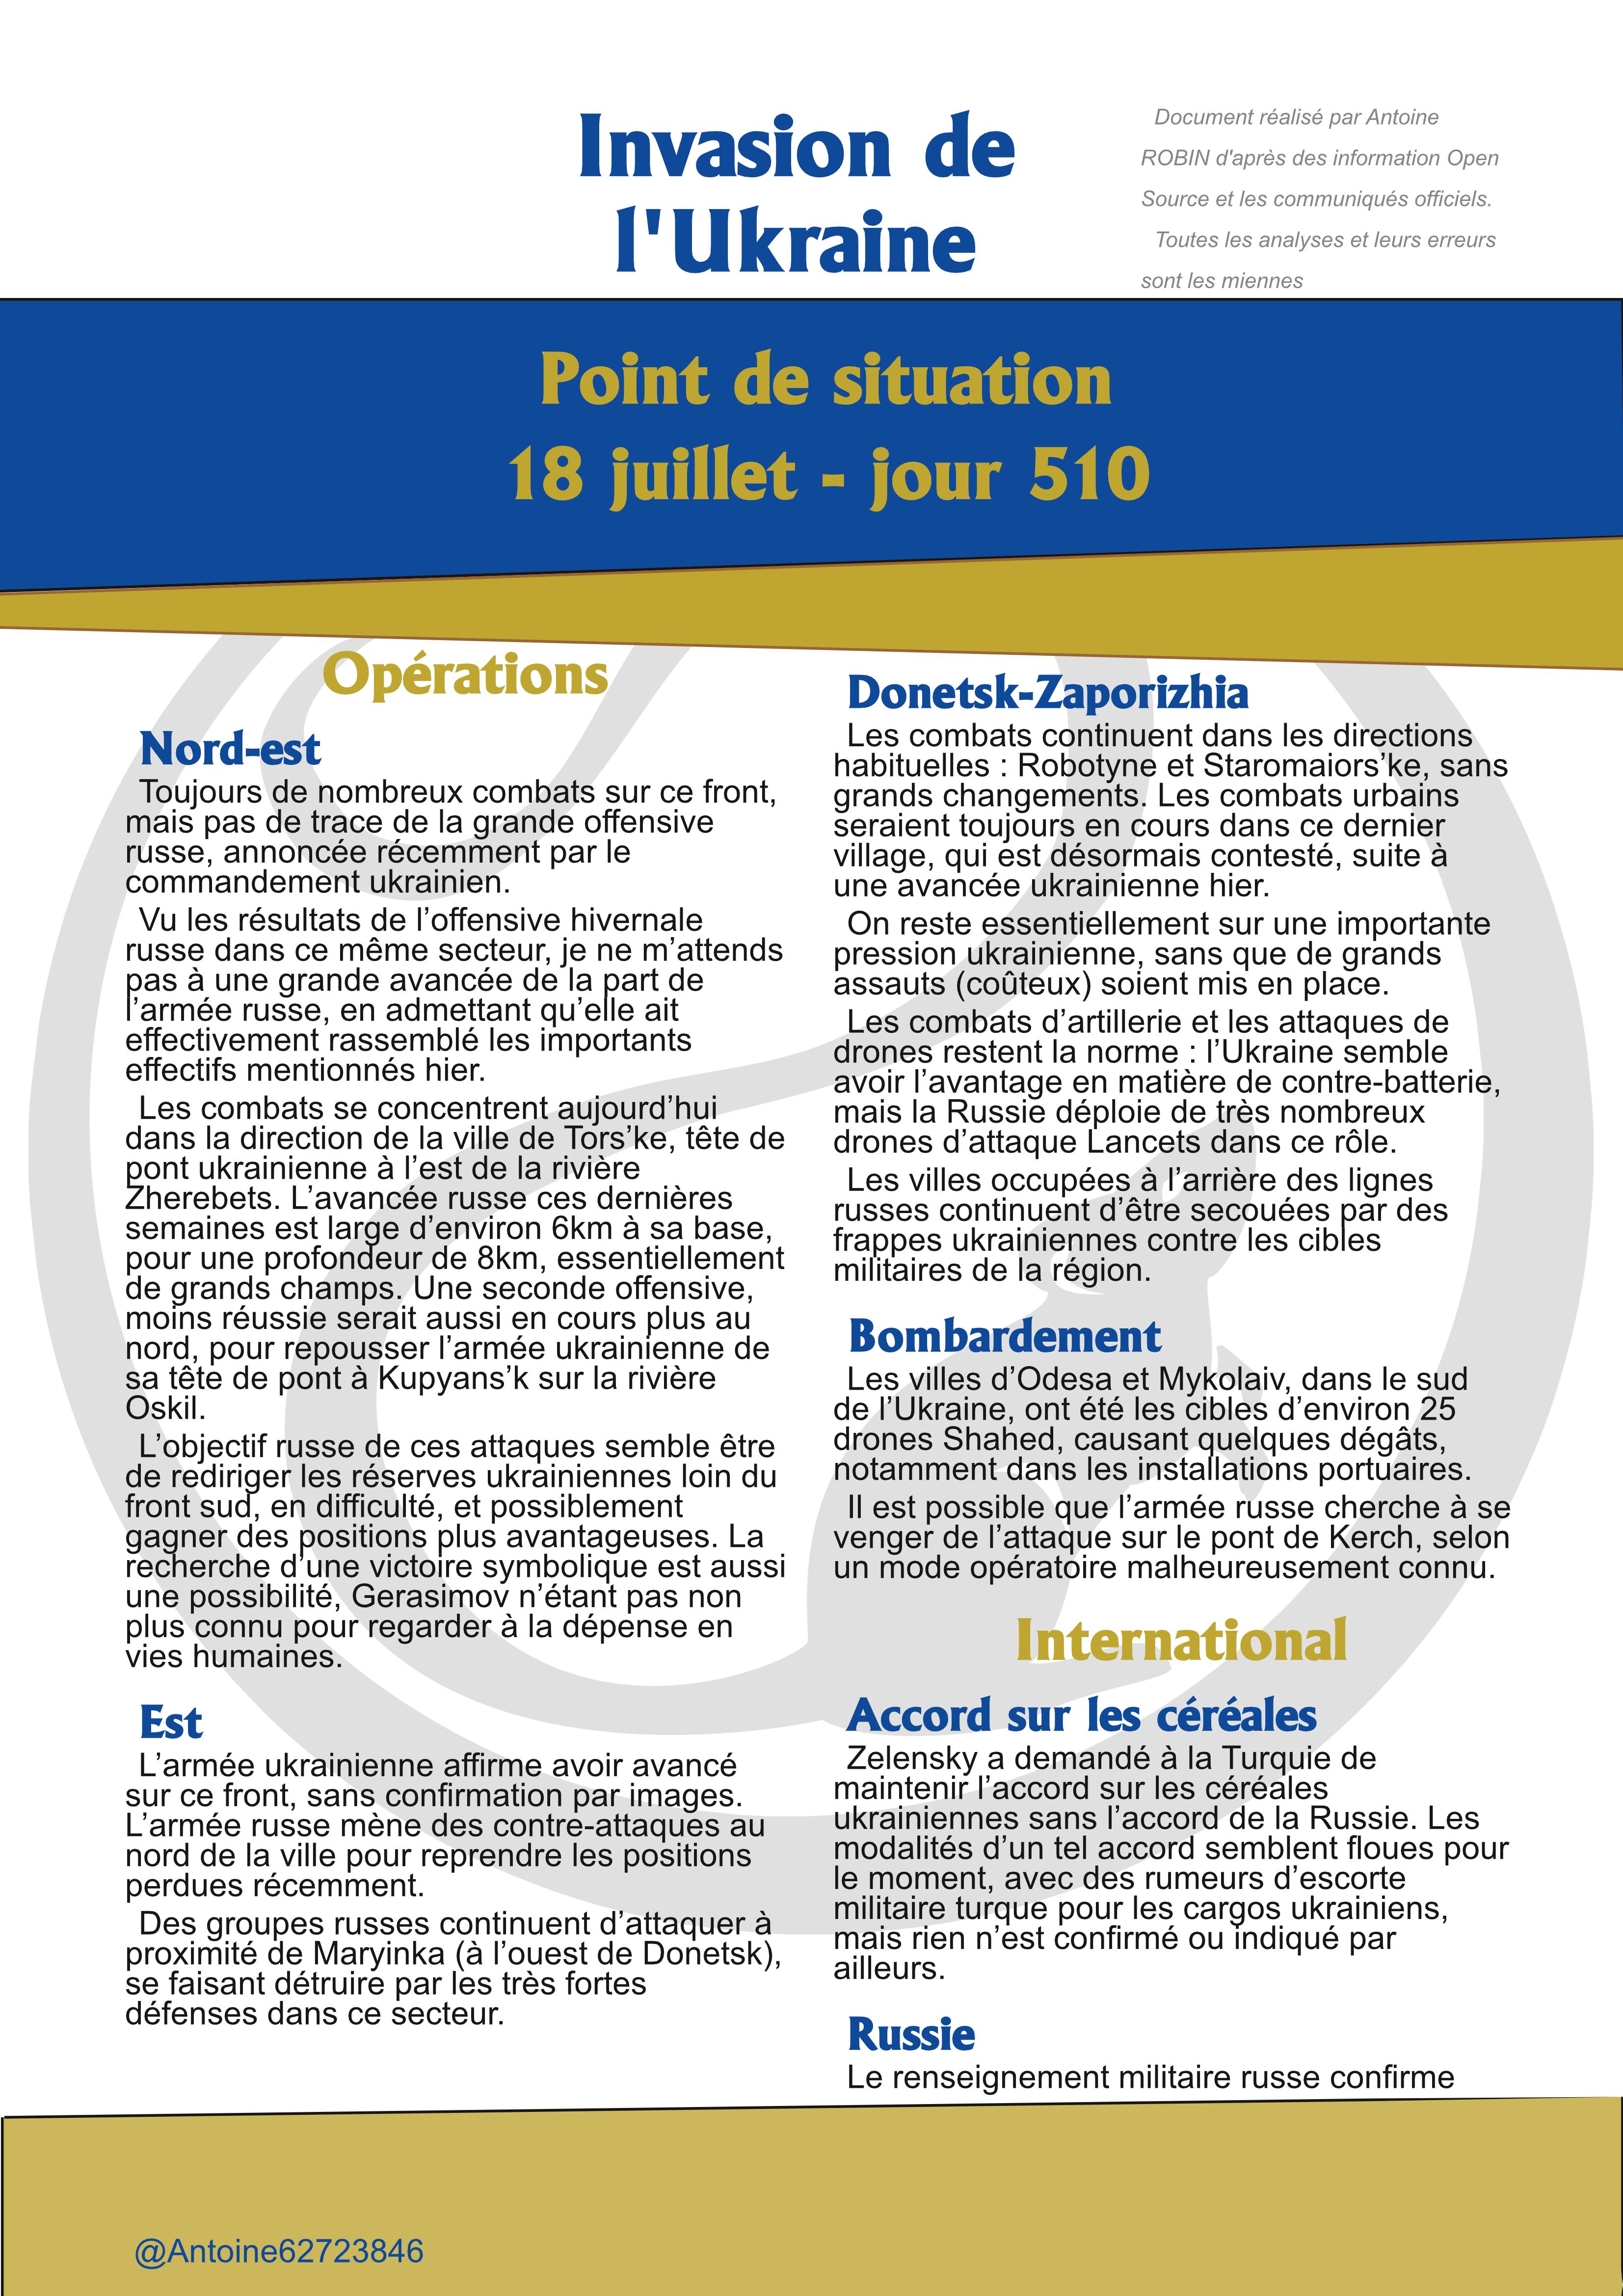 Invasion de
l'Ukraine
Document réalisé par Antoine
ROBIN d'après des information Open
Source et les communiqués officiels.
Toutes les analyses et leurs erreurs
sont les miennes
Point de situation
18 juillet - jour 510
Opérations
Nord-est
Toujours de nombreux combats sur ce front,
mais pas de trace de la grande offensive
russe, annoncée récemment par le
commandement ukrainien.
Vu les résultats de l’offensive hivernale
russe dans ce même secteur, je ne m’attends
pas à une grande avancée de la part de
l’armée russe, en admettant qu’elle ait
effectivement rassemblé les importants
effectifs mentionnés hier.
Les combats se concentrent aujourd’hui
dans la direction de la ville de Tors’ke, tête de
pont ukrainienne à l’est de la rivière
Zherebets. L’avancée russe ces dernières
semaines est large d’environ 6km à sa base,
pour une profondeur de 8km, essentiellement
de grands champs. Une seconde offensive,
moins réussie serait aussi en cours plus au
nord, pour repousser l’armée ukrainienne de
sa tête de pont à Kupyans’k sur la rivière
Oskil.
L’objectif russe de ces attaques semble être
de rediriger les réserves ukrainiennes loin du
front sud, en difficulté, et possiblement
gagner des positions plus avantageuses. La
recherche d’une victoire symbolique est aussi
une possibilité, Gerasimov n’étant pas non
plus connu pour regarder à la dépense en
vies humaines.
Est
L’armée ukrainienne affirme avoir avancé
sur ce front, sans confirmation par images.
L’armée russe mène des contre-attaques au
nord de la ville pour reprendre les positions
perdues récemment.
Des groupes russes continuent d’attaquer à
proximité de Maryinka (à l’ouest de Donetsk),
se faisant détruire par les très fortes
défenses dans ce secteur.
Donetsk-Zaporizhia
Les combats continuent dans les directions
habituelles : Robotyne et Staromaiors’ke, sans
grands changements. Les combats urbains
seraient toujours en cours dans ce dernier
village, qui est désormais contesté, suite à
une avancée ukrainienne hier.
On reste essentiellement sur une importante
pression ukrainienne, sans que de grands
assauts (coûteux) soient mis en place.
Les combats d’artillerie et les attaques de
drones restent la norme : l’Ukraine semble
avoir l’avantage en matière de contre-batterie,
mais la Russie déploie de très nombreux
drones d’attaque Lancets dans ce rôle.
Les villes occupées à l’arrière des lignes
russes continuent d’être secouées par des
frappes ukrainiennes contre les cibles
militaires de la région.
Bombardement
Les villes d’Odesa et Mykolaiv, dans le sud
de l’Ukraine, ont été les cibles d’environ 25
drones Shahed, causant quelques dégâts,
notamment dans les installations portuaires.
Il est possible que l’armée russe cherche à se
venger de l’attaque sur le pont de Kerch, selon
un mode opératoire malheureusement connu.
International
Accord sur les céréales
Zelensky a demandé à la Turquie de
maintenir l’accord sur les céréales
ukrainiennes sans l’accord de la Russie. Les
modalités d’un tel accord semblent floues pour
le moment, avec des rumeurs d’escorte
militaire turque pour les cargos ukrainiens,
mais rien n’est confirmé ou indiqué par
ailleurs.
Russie
Le renseignement militaire russe confirme
@Antoine62723846